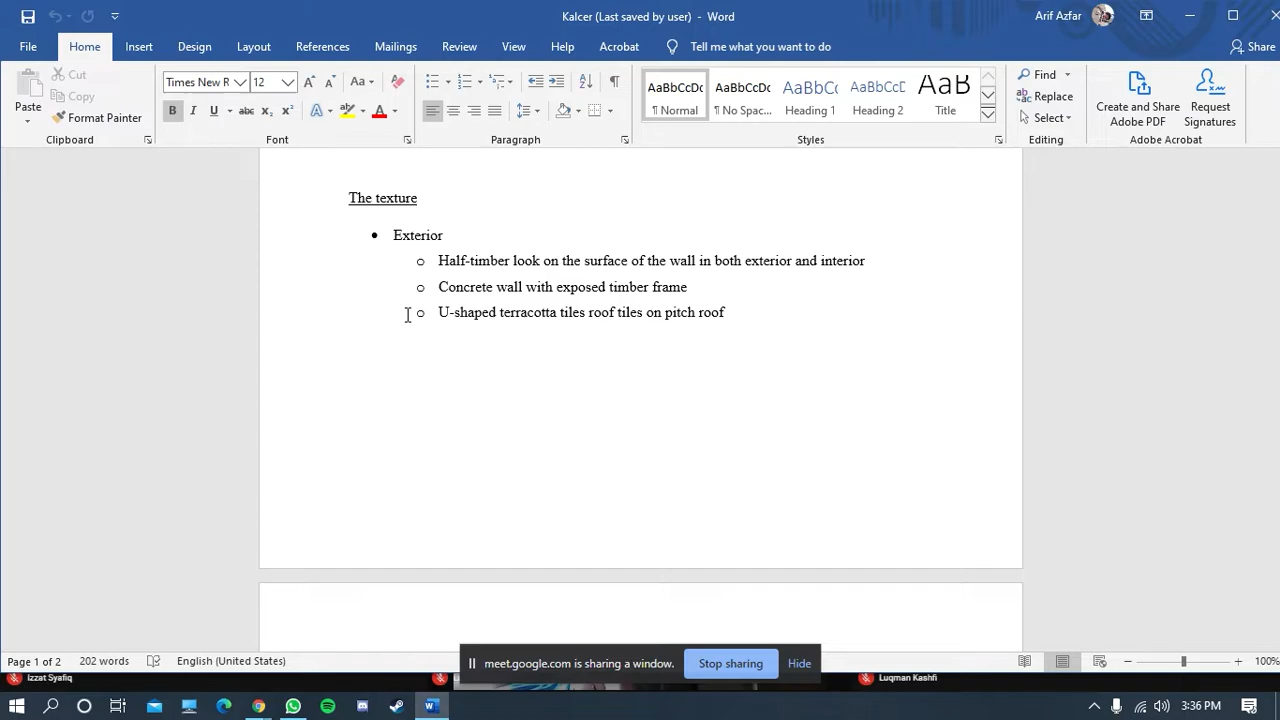 Kalcer (Last saved by user) - Word
Arif Azfar
File Home Insert Design Layout References Mailings Review View Help Acrobat Tell me what you want to do Share
Paste
Cut
Copy
Format Painter
Clipboard
Times New R 12
Font
Paragraph
AaBbCcDc AaBbCcDc AaBbCc AaBbCcD AaB
¶ Normal ¶ No Spac... Heading 1 Heading 2 Title
Styles
Find
Replace
Select
Editing
Create and Share Adobe PDF
Request Signatures
Adobe Acrobat
The texture
• Exterior
o Half-timber look on the surface of the wall in both exterior and interior
o Concrete wall with exposed timber frame
o U-shaped terracotta tiles roof tiles on pitch roof
meet.google.com is sharing a window. Stop sharing Hide
Page 1 of 2 202 words English (United States) 100%
Izzat Syafiq
Luqman Kashfi
3:36 PM